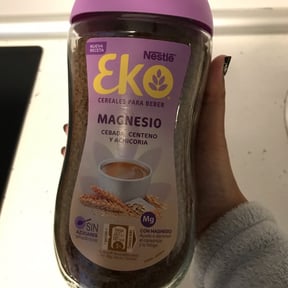 NUEVA
RECETA
Nestlé
EKO
CEREALES PARA BEBER
MAGNESIO
CEBADA, CENTENO
Y ACHICORIA
SIN
AZÚCARES
Mg
CON MAGNESIO